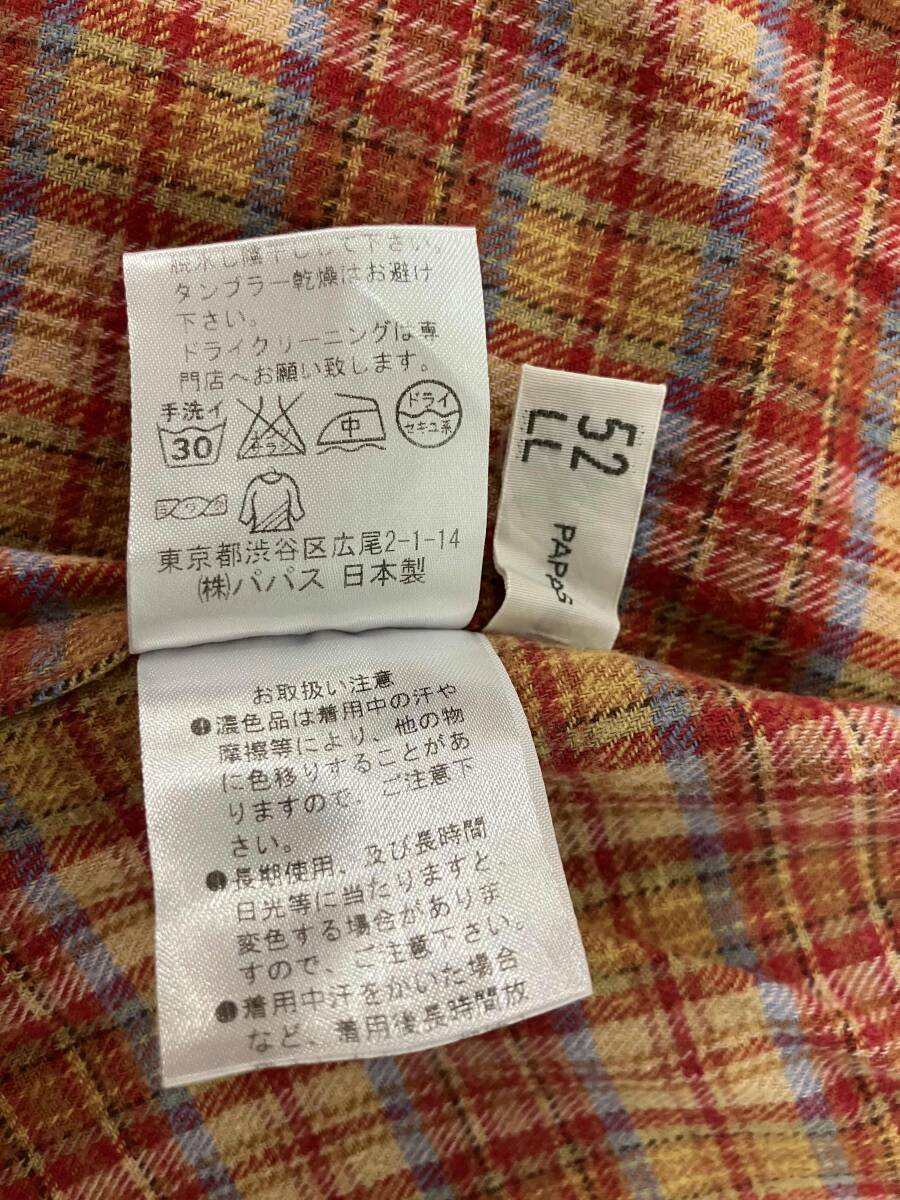 脱水し陰干しして下さい。
タンブラー乾燥はお避け
下さい。
ドライクリーニングは専
門店へお願い致します。
手洗イ
30
中
ドライ
セキユ系
東京都渋谷区広尾2-1-14
(株)パパス 日本製
52
LL
PAPAS
お取扱い注意
●濃色品は着用中の汗や
摩擦等により、他の物
に色移りすることがあ
りますので、ご注意下
さい。
●長期使用、及び長時間
日光等に当たりますと、
変色する場合がありま
すので、ご注意下さい。
●着用中汗をかいた場合
など、着用後長時間放